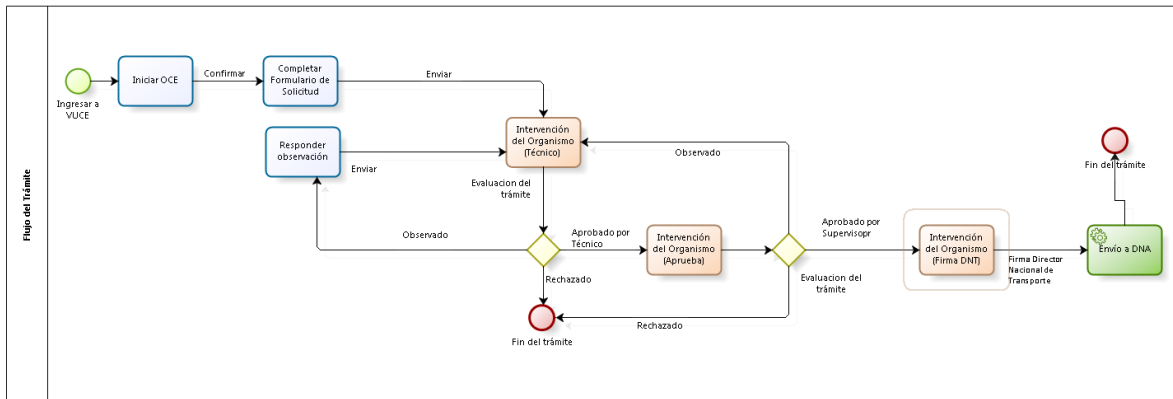 Flujo del Trámite
Ingresar a
VUCE
Iniciar OCE
Confirmar
Completar
Formulario de
Solicitud
Enviar
Responder
observación
Enviar
Intervención
del Organismo
(Técnico)
Observado
Evaluacion del
trámite
Observado
Aprobado por
Técnico
Rechazado
Fin del trámite
Intervención
del Organismo
(Aprueba)
Rechazado
Aprobado por
Supervisopr
Evaluacion del
trámite
Intervención
del Organismo
(Firma DNT)
Firma Director
Nacional de
Transporte
Envío a DNA
Fin del trámite